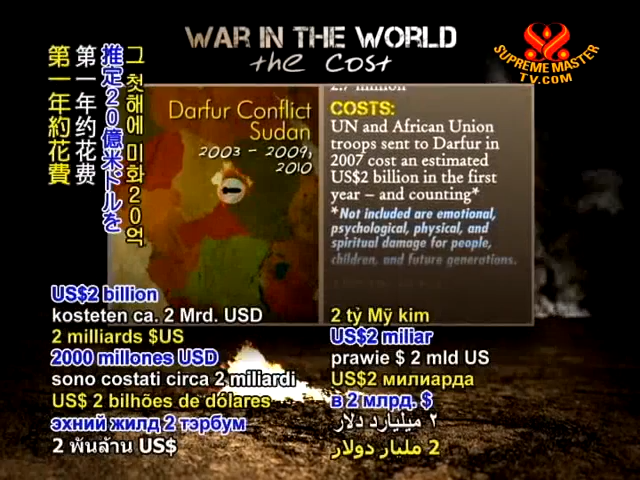 WAR IN THE WORLD
the cost
SUPREME MASTER
TV.COM
第一年約花費
第一年约花费
推定20億米ドルを
그 첫해에 미화20억
Darfur Conflict
Sudan
2003 - 2009,
2010
2.7 million
COSTS:
UN and African Union
troops sent to Darfur in
2007 cost an estimated
US$2 billion in the first
year – and counting*
*Not included are emotional,
psychological, physical, and
spiritual damage for people,
children, and future generations.
US$2 billion
kosteten ca. 2 Mrd. USD
2 milliards $US
2000 millones USD
sono costati circa 2 miliardi
US$ 2 bilhões de dólares
эхний жилд 2 тэрбум
2 พันล้าน US$
2 tỷ Mỹ kim
US$2 miliar
prawie $ 2 mld US
US$2 милиарда
в 2 млрд. $
۲ میلیارد دلار
2 مليار دولار